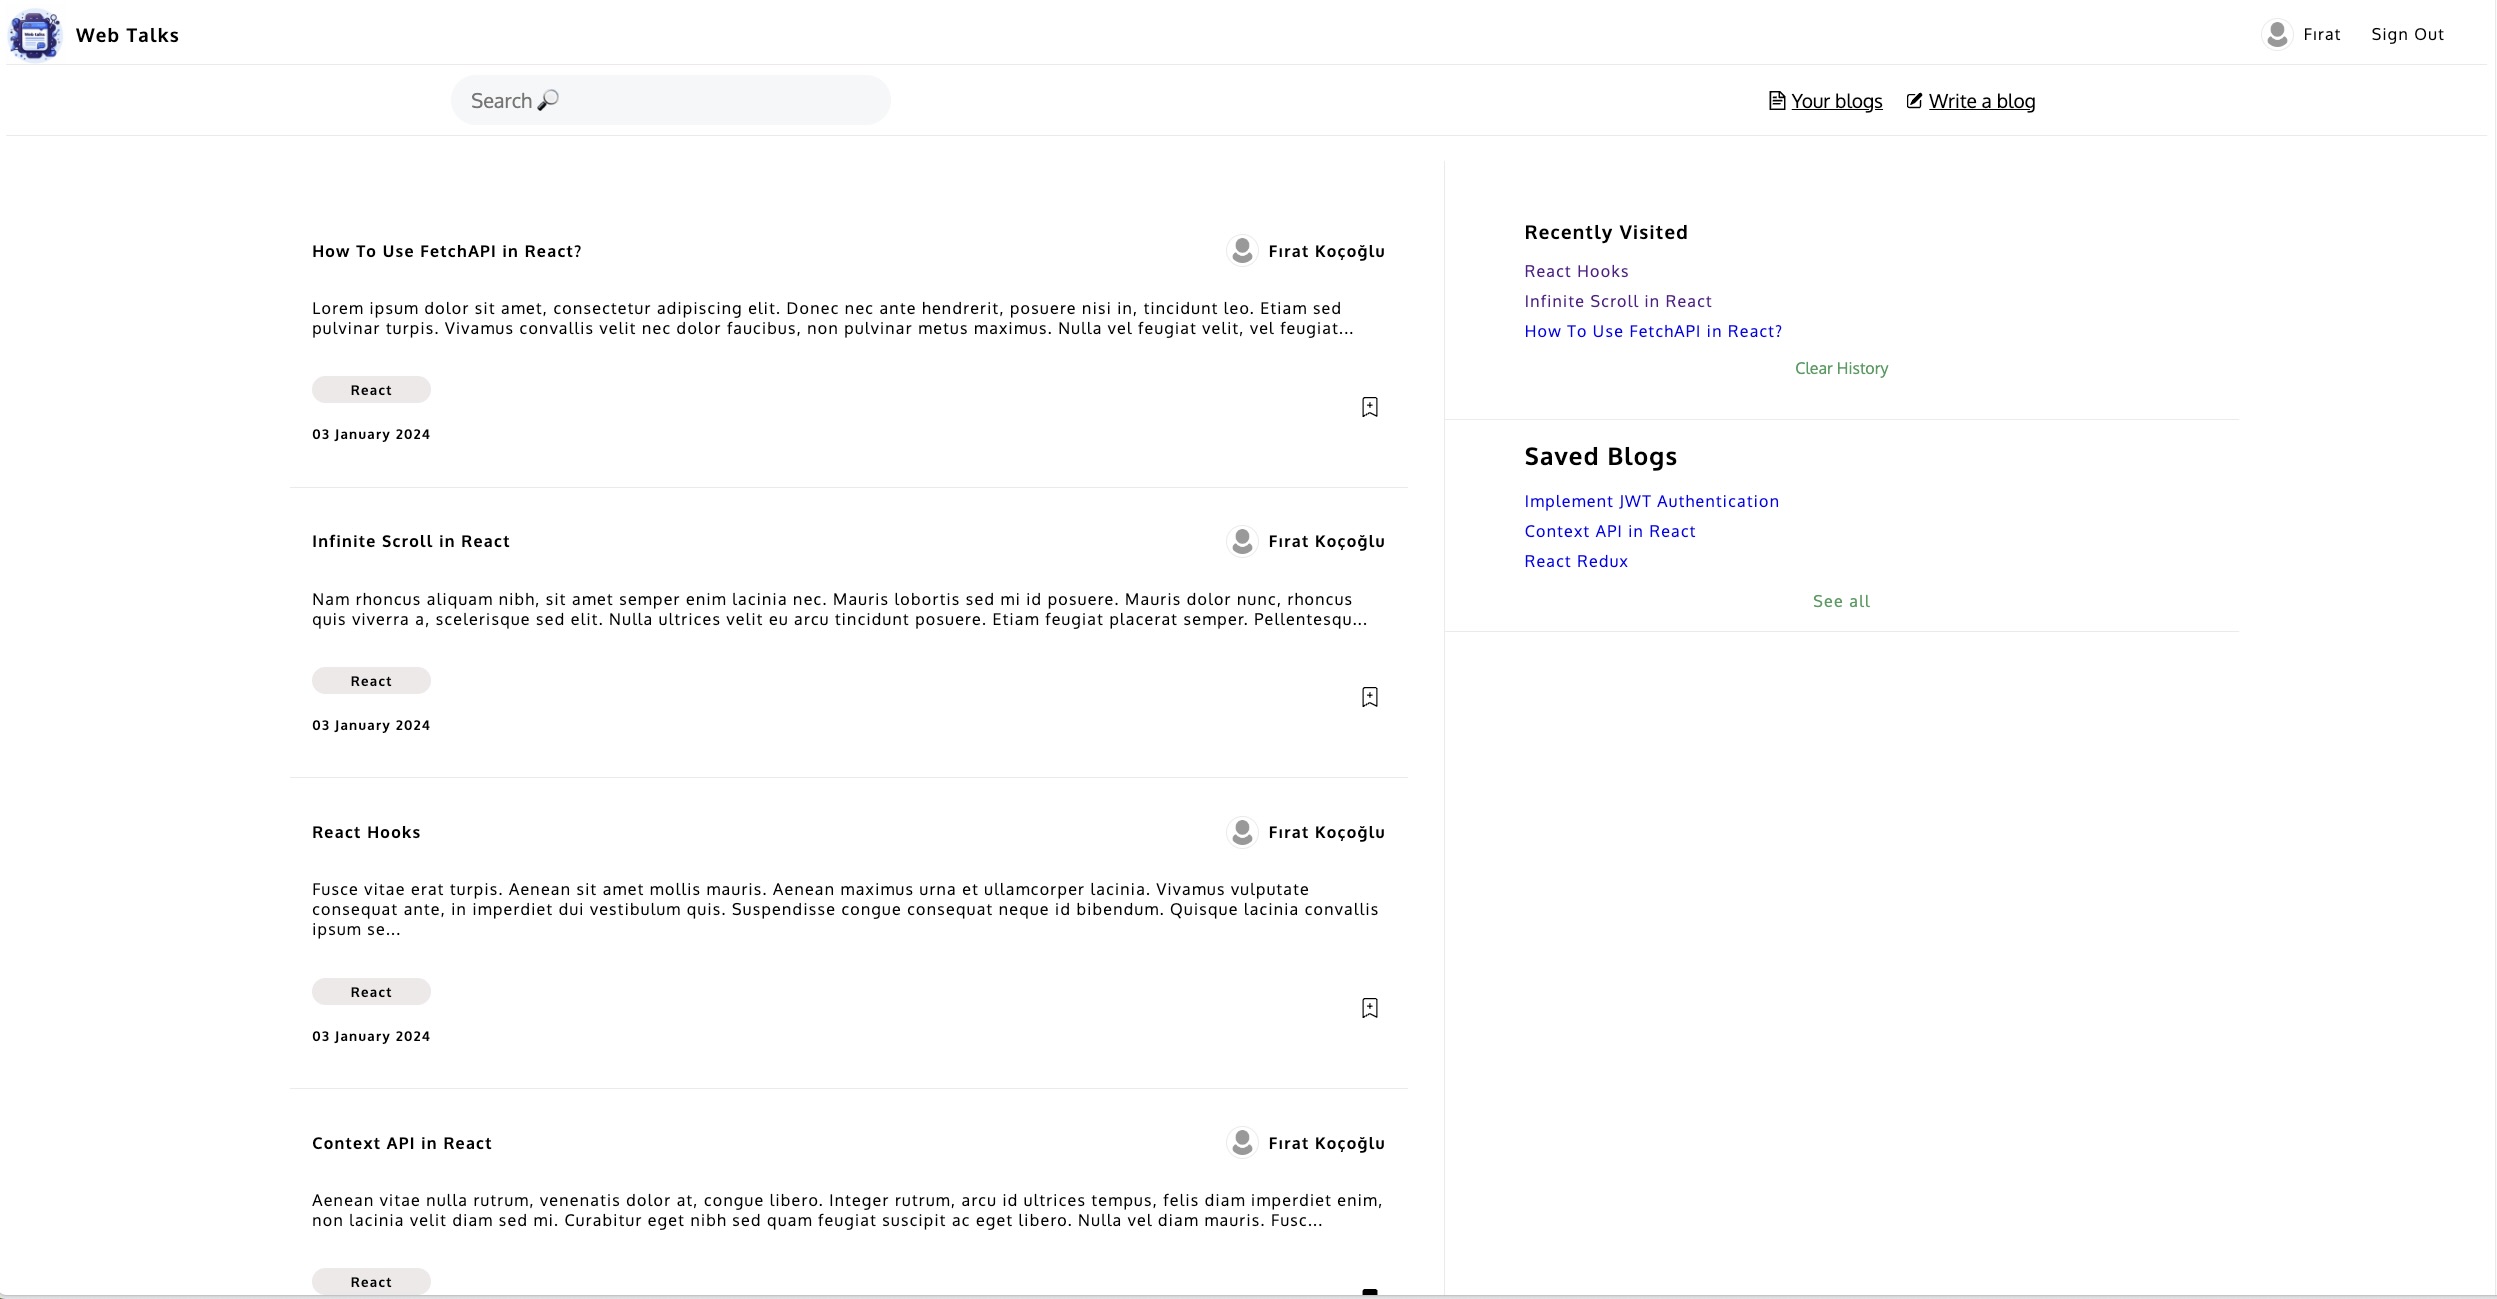 Web Talks
Fırat
Sign Out
Search 🔎
Your blogs
Write a blog
How To Use FetchAPI in React?
Fırat Koçoğlu
Lorem ipsum dolor sit amet, consectetur adipiscing elit. Donec nec ante hendrerit, posuere nisi in, tincidunt leo. Etiam sed
pulvinar turpis. Vivamus convallis velit nec dolor faucibus, non pulvinar metus maximus. Nulla vel feugiat velit, vel feugiat...
React
03 January 2024
Infinite Scroll in React
Fırat Koçoğlu
Nam rhoncus aliquam nibh, sit amet semper enim lacinia nec. Mauris lobortis sed mi id posuere. Mauris dolor nunc, rhoncus
quis viverra a, scelerisque sed elit. Nulla ultrices velit eu arcu tincidunt posuere. Etiam feugiat placerat semper. Pellentesqu...
React
03 January 2024
React Hooks
Fırat Koçoğlu
Fusce vitae erat turpis. Aenean sit amet mollis mauris. Aenean maximus urna et ullamcorper lacinia. Vivamus vulputate
consequat ante, in imperdiet dui vestibulum quis. Suspendisse congue consequat neque id bibendum. Quisque lacinia convallis
ipsum se...
React
03 January 2024
Context API in React
Fırat Koçoğlu
Aenean vitae nulla rutrum, venenatis dolor at, congue libero. Integer rutrum, arcu id ultrices tempus, felis diam imperdiet enim,
non lacinia velit diam sed mi. Curabitur eget nibh sed quam feugiat suscipit ac eget libero. Nulla vel diam mauris. Fusc...
React
Recently Visited
React Hooks
Infinite Scroll in React
How To Use FetchAPI in React?
Clear History
Saved Blogs
Implement JWT Authentication
Context API in React
React Redux
See all